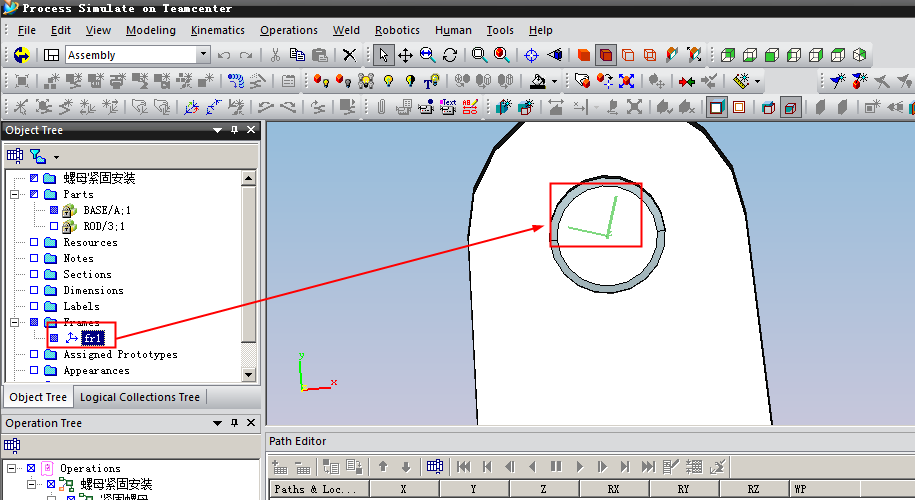 Process Simulate on Teamcenter
File Edit View Modeling Kinematics Operations Weld Robotics Human Tools Help
Assembly
Text
ABC
Object Tree
螺母紧固安装
Parts
BASE/A;1
ROD/3;1
Resources
Notes
Sections
Dimensions
Labels
Frames
fr1
Assigned Prototypes
Appearances
Object Tree Logical Collections Tree
Operation Tree
Operations
螺母紧固安装
紧固螺母
y
x
Path Editor
Paths & Loc... X Y Z RX RY RZ WP